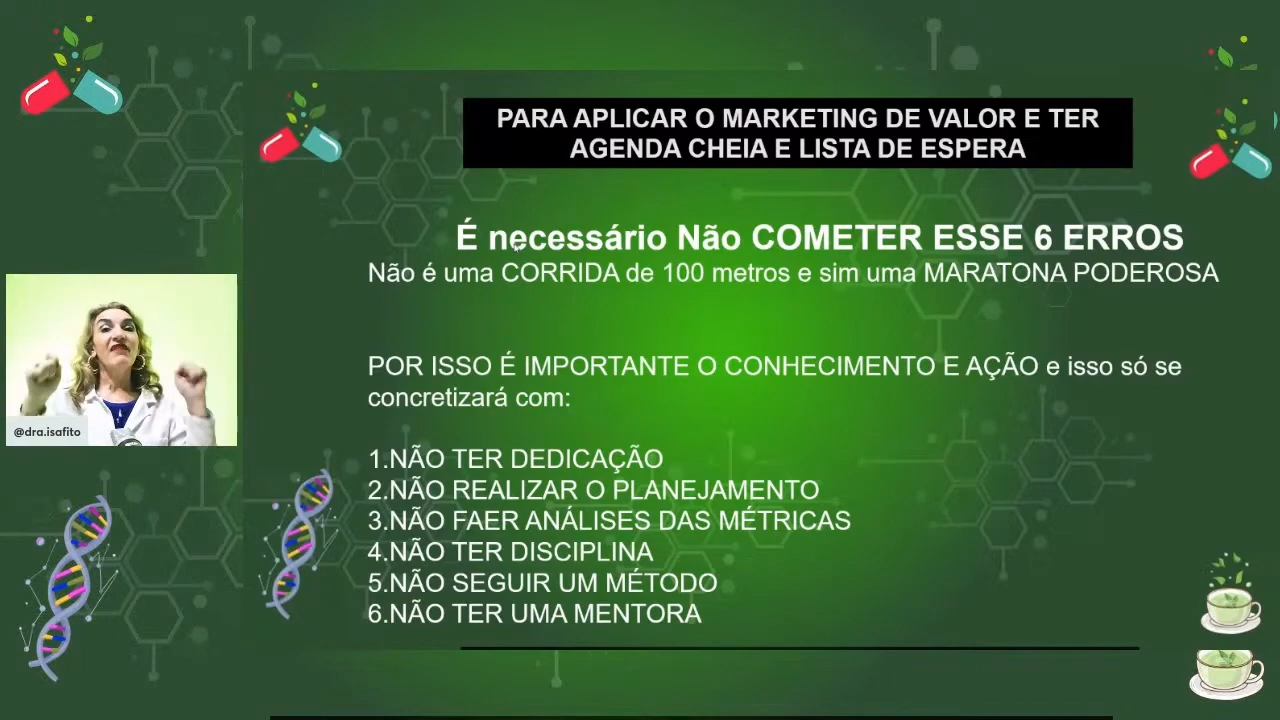 PARA APLICAR O MARKETING DE VALOR E TER
AGENDA CHEIA E LISTA DE ESPERA
É necessário Não COMETER ESSE 6 ERROS
Não é uma CORRIDA de 100 metros e sim uma MARATONA PODEROSA
POR ISSO É IMPORTANTE O CONHECIMENTO E AÇÃO e isso só se
concretizará com:
@dra.isafito
1.NÃO TER DEDICAÇÃO
2.NÃO REALIZAR O PLANEJAMENTO
3.NÃO FAER ANÁLISES DAS MÉTRICAS
4.NÃO TER DISCIPLINA
5.NÃO SEGUIR UM MÉTODO
6.NÃO TER UMA MENTORA